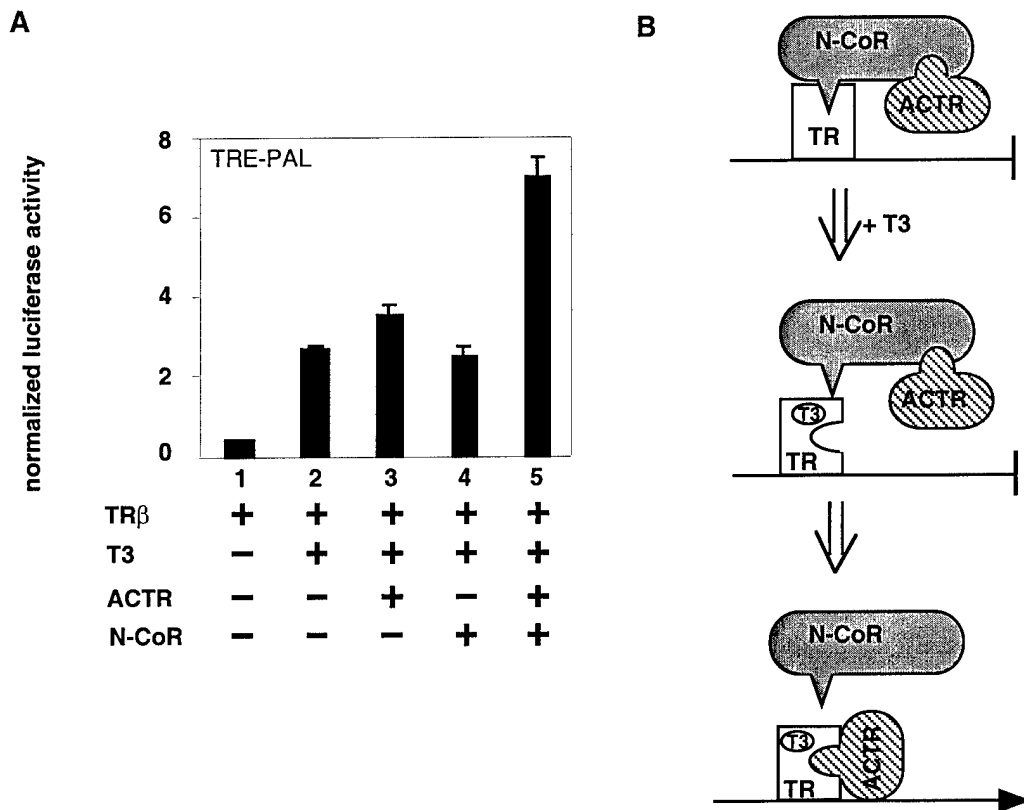 A
normalized luciferase activity
TRE-PAL
8
6
4
2
0
1 2 3 4 5
TRβ + + + + +
T3 – + + + +
ACTR – – + – +
N-CoR – – – + +
B
N-CoR
ACTR
TR
+ T3
N-CoR
ACTR
T3
TR
N-CoR
T3
ACTR
TR